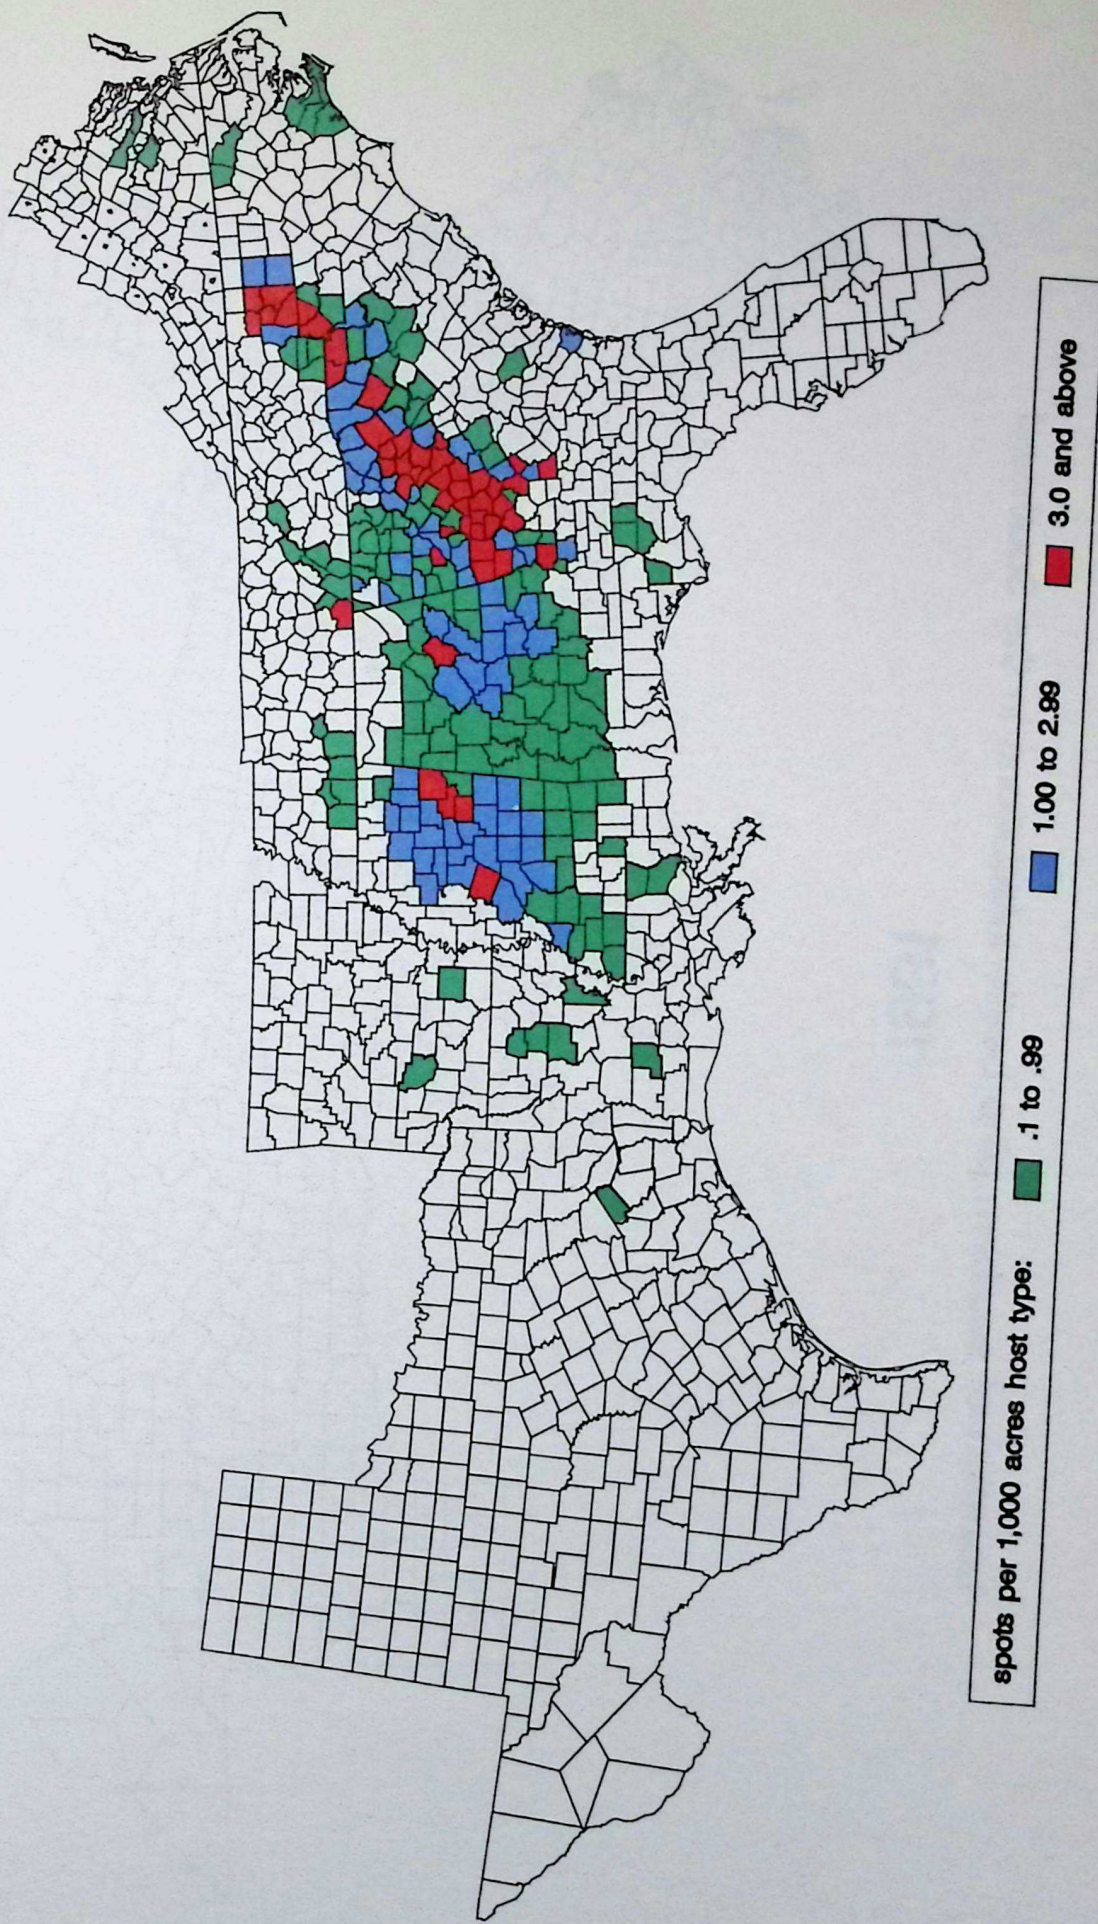 spots per 1,000 acres host type: .1 to .99 1.00 to 2.99 3.0 and above